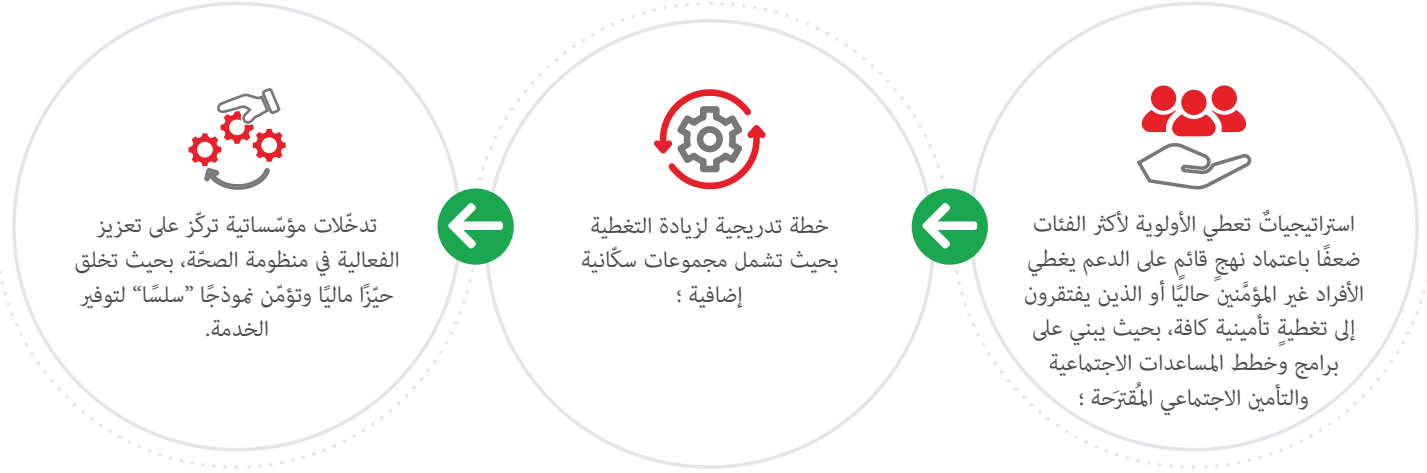 استراتيجياتٌ تعطي الأولوية لأكثر الفئات
ضعفًا باعتماد نهجٍ قائمٍ على الدعم يغطي
الأفراد غير المؤمَّنين حاليًا أو الذين يفتقرون
إلى تغطيةٍ تأمينية كافة، بحيث يبني على
برامج وخطط المساعدات الاجتماعية
والتأمين الاجتماعي المُقترَحة ؛
خطة تدريجية لزيادة التغطية
بحيث تشمل مجموعات سكّانية
إضافية ؛
تدخّلات مؤسّساتية تركّز على تعزيز
الفعالية في منظومة الصحّة، بحيث تخلق
حيّزًا ماليًا وتؤمّن نموذجًا ”سلسًا“ لتوفير
الخدمة.